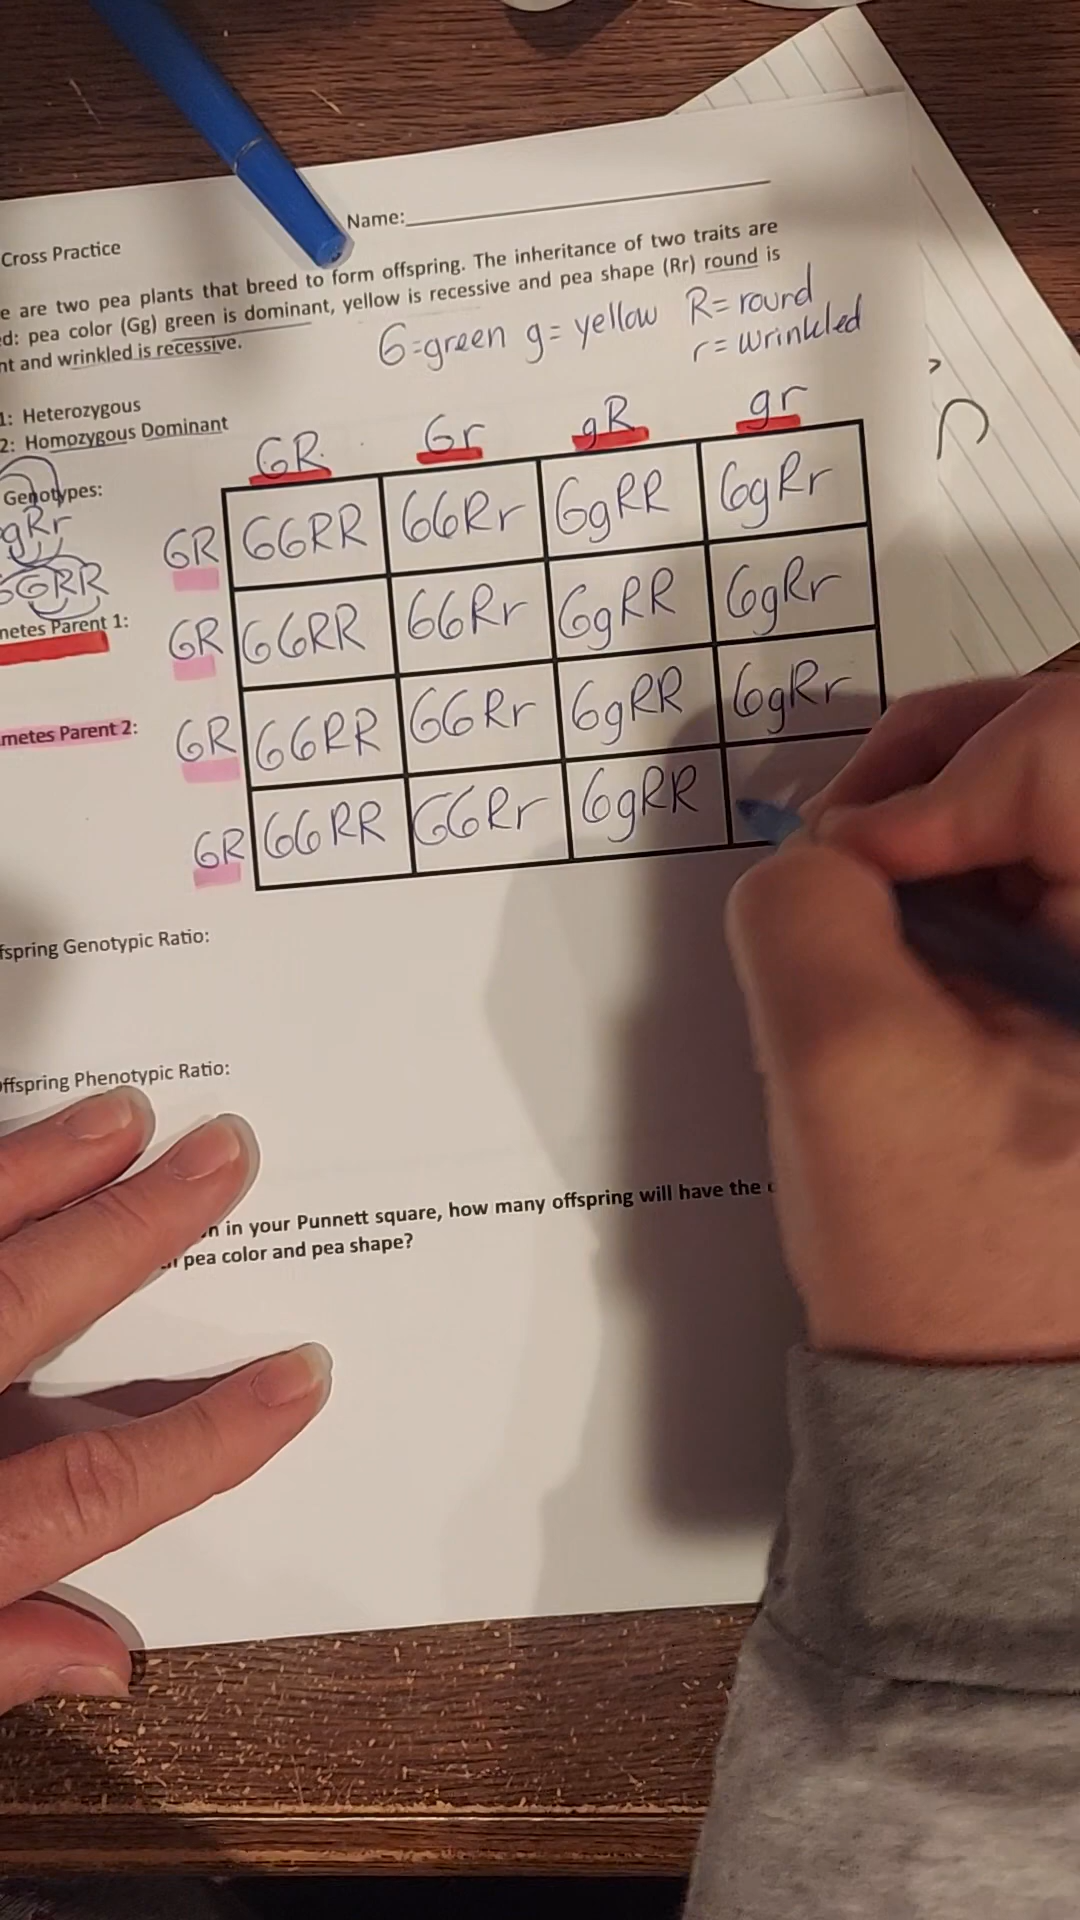 Name:
Cross Practice
e are two pea plants that breed to form offspring. The inheritance of two traits are
d: pea color (Gg) green is dominant, yellow is recessive and pea shape (Rr) round is
nt and wrinkled is recessive.
G=green g= yellow R= round
r= wrinkled
1: Heterozygous
2: Homozygous Dominant
GR Gr gR gr
Genotypes:
gRr
GGRR
GR GGRR GGRr GgRR GgRr
netes Parent 1:
GR GGRR GGRr GgRR GgRr
metes Parent 2:
GR GGRR GGRr GgRR GgRr
GR GGRR GGRr GgRR
fspring Genotypic Ratio:
Offspring Phenotypic Ratio:
n in your Punnett square, how many offspring will have the
pea color and pea shape?